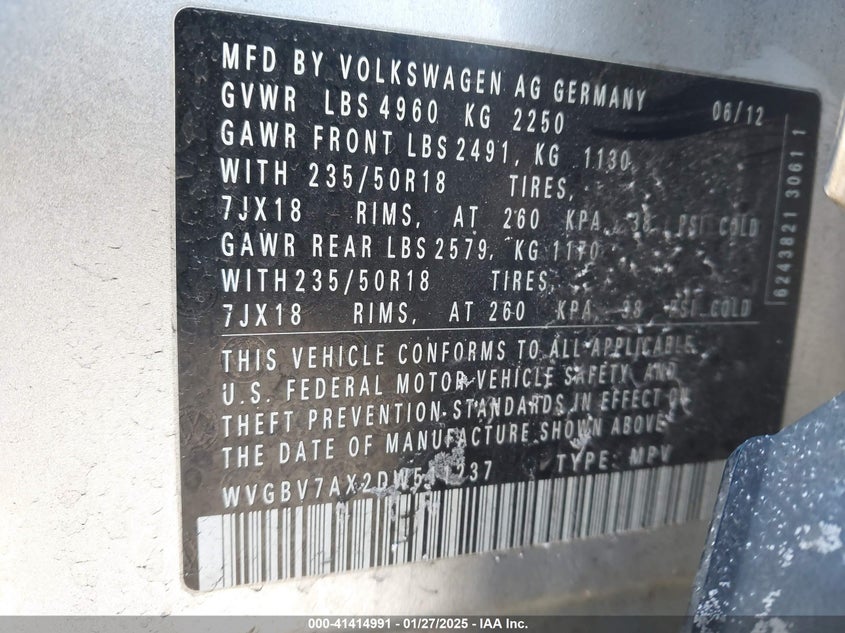 MFD BY VOLKSWAGEN AG GERMANY
GVWR LBS 4960 KG 2250 06/12
GAWR FRONT LBS 2491, KG 1130,
WITH 235/50R18 TIRES,
7JX18 RIMS, AT 260 KPA, 38 PSI COLD
GAWR REAR LBS 2579, KG 1170
WITH 235/50R18 TIRES,
7JX18 RIMS, AT 260 KPA, 38 PSI COLD
6243821 3061 1
THIS VEHICLE CONFORMS TO ALL APPLICABLE
U.S. FEDERAL MOTOR VEHICLE SAFETY AND
THEFT PREVENTION STANDARDS IN EFFECT ON
THE DATE OF MANUFACTURE SHOWN ABOVE
TYPE: MPV
000-41414991 - 01/27/2025 - IAA Inc.